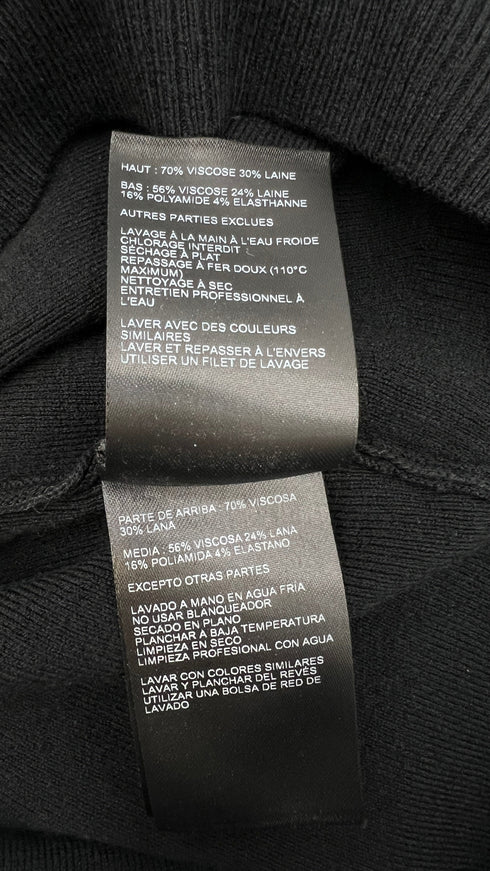 HAUT : 70% VISCOSE 30% LAINE
BAS : 56% VISCOSE 24% LAINE
16% POLYAMIDE 4% ELASTHANNE
AUTRES PARTIES EXCLUES
LAVAGE À LA MAIN À L'EAU FROIDE
CHLORAGE INTERDIT
SÉCHAGE À PLAT
REPASSAGE À FER DOUX (110°C
MAXIMUM)
NETTOYAGE À SEC
ENTRETIEN PROFESSIONNEL À
L'EAU
LAVER AVEC DES COULEURS
SIMILAIRES
LAVER ET REPASSER À L'ENVERS
UTILISER UN FILET DE LAVAGE
PARTE DE ARRIBA : 70% VISCOSA
30% LANA
MEDIA : 56% VISCOSA 24% LANA
16% POLIAMIDA 4% ELASTANO
EXCEPTO OTRAS PARTES
LAVADO A MANO EN AGUA FRÍA
NO USAR BLANQUEADOR
SECADO EN PLANO
PLANCHAR A BAJA TEMPERATURA
LIMPIEZA EN SECO
LIMPIEZA PROFESIONAL CON AGUA
LAVAR CON COLORES SIMILARES
LAVAR Y PLANCHAR DEL REVÉS
UTILIZAR UNA BOLSA DE RED DE
LAVADO